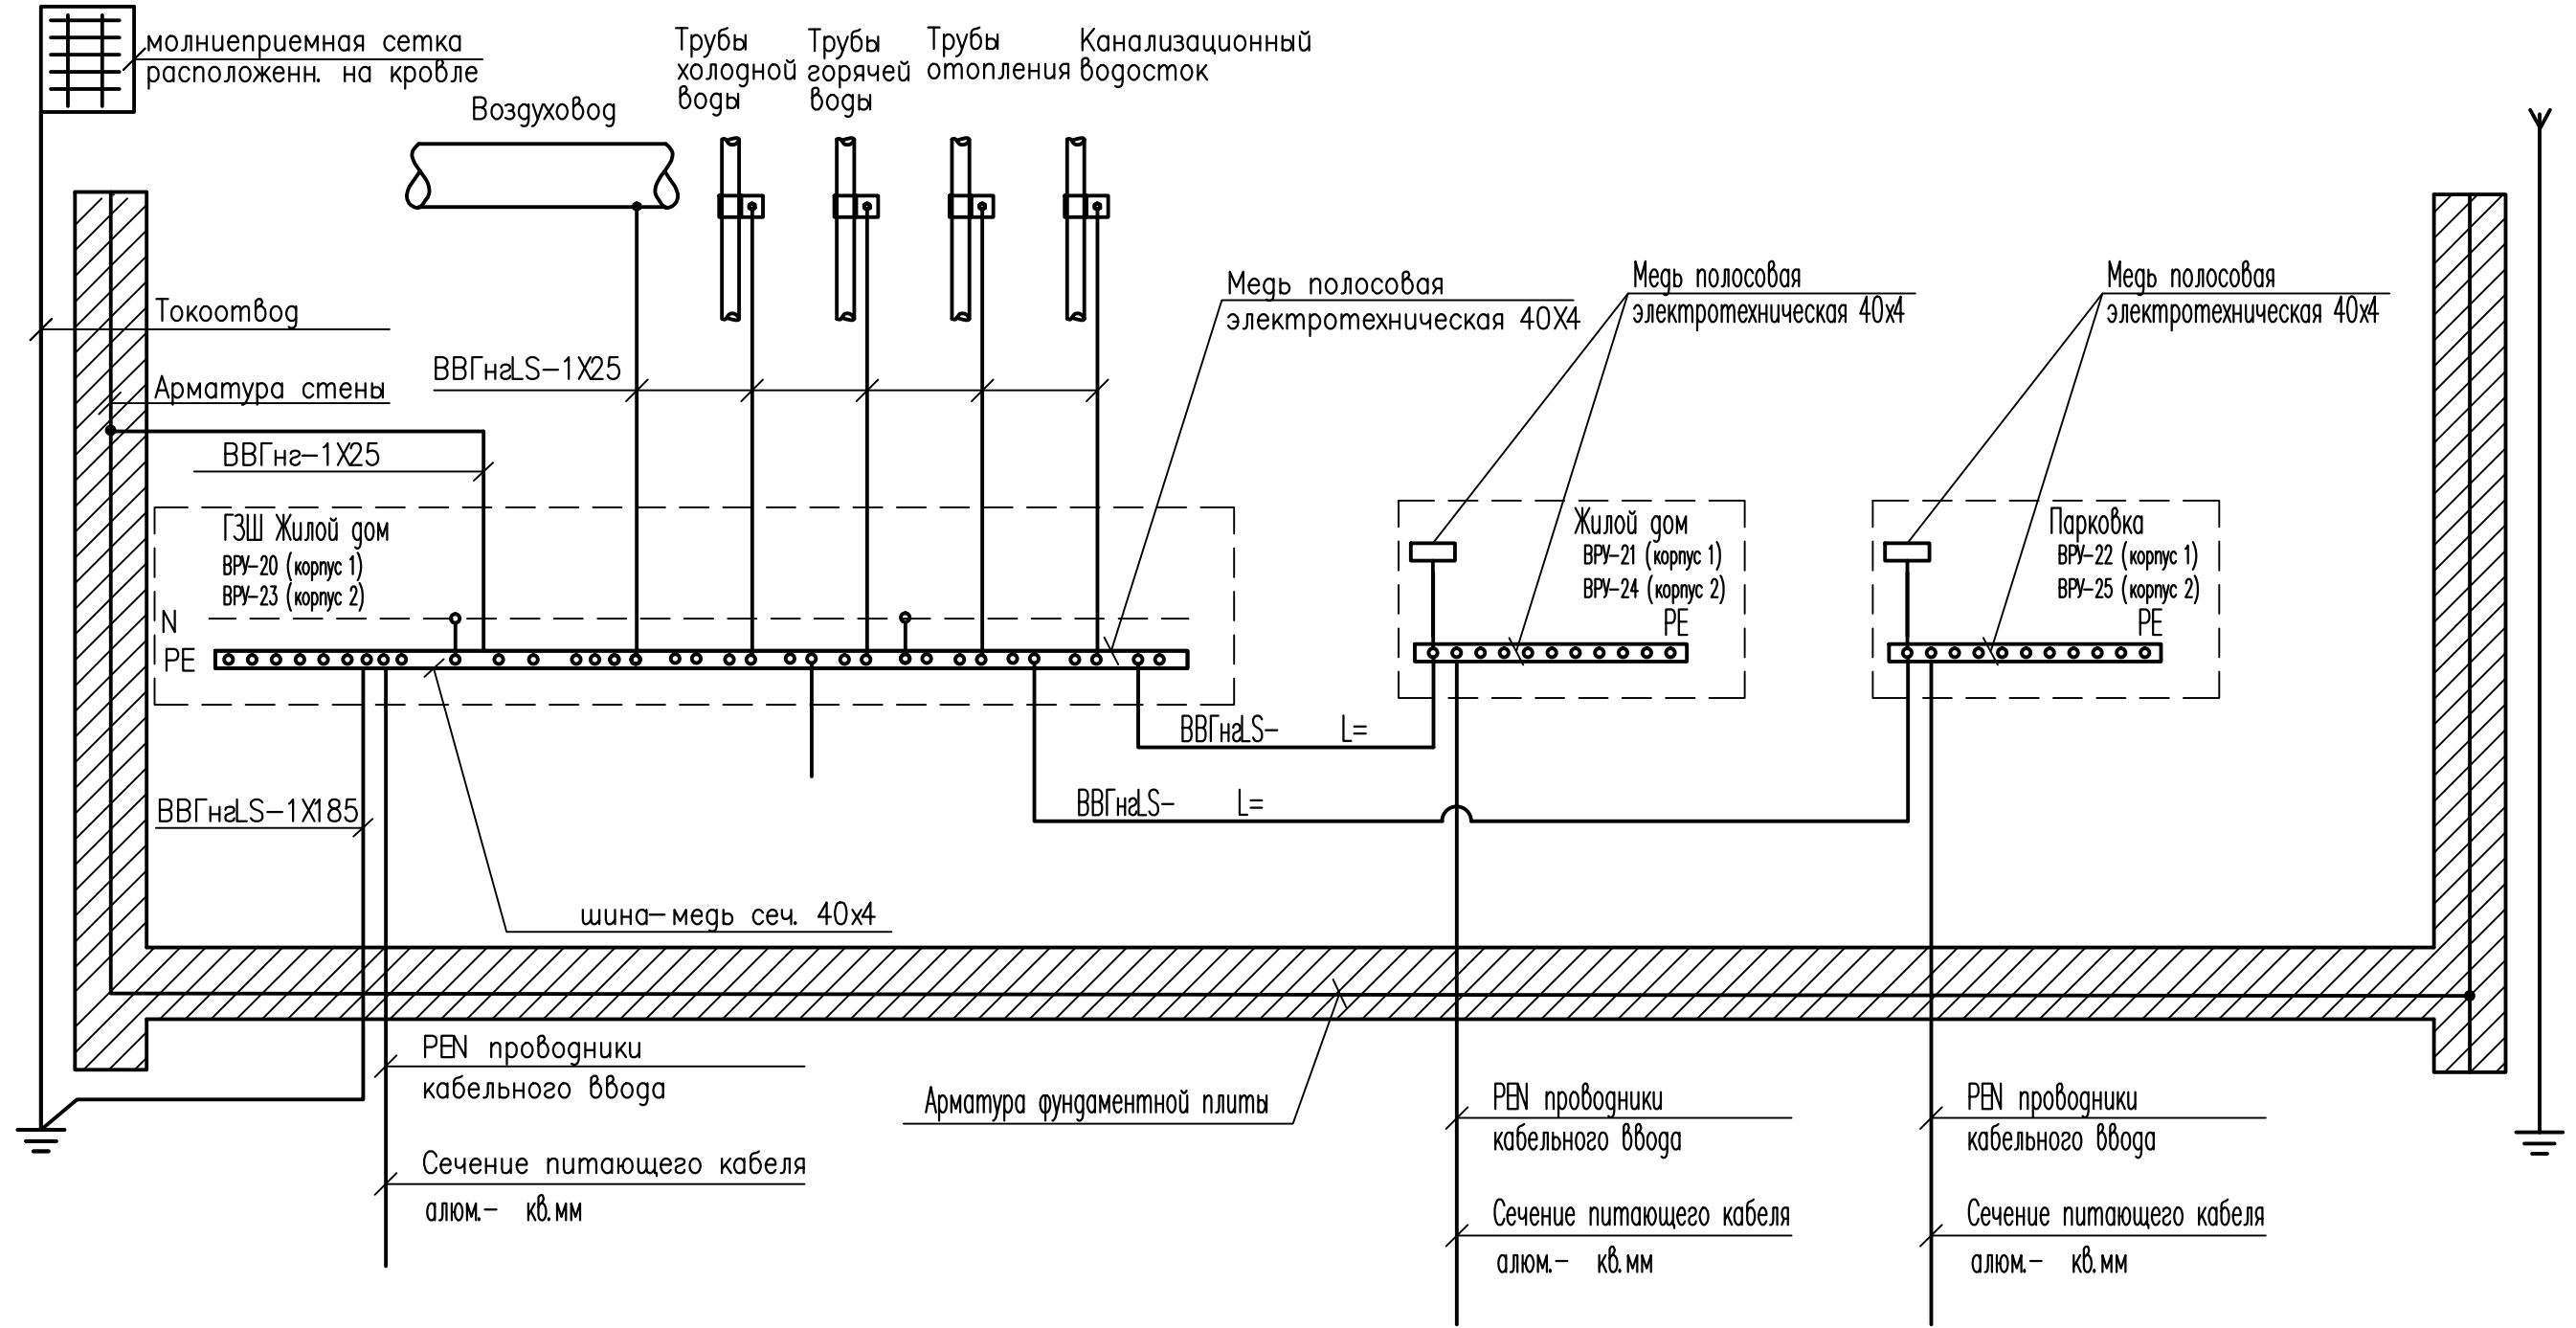 молниеприемная сетка
расположенн. на кровле
Воздуховод
Трубы
холодной
воды
Трубы
горячей
воды
Трубы
отопления
Канализационный
водосток
Токоотвод
Арматура стены
ВВГнгLS-1Х25
ВВГнг-1Х25
Медь полосовая
электротехническая 40Х4
Медь полосовая
электротехническая 40х4
Медь полосовая
электротехническая 40х4
ГЗШ Жилой дом
ВРУ-20 (корпус 1)
ВРУ-23 (корпус 2)
N
PE
Жилой дом
ВРУ-21 (корпус 1)
ВРУ-24 (корпус 2)
PE
Парковка
ВРУ-22 (корпус 1)
ВРУ-25 (корпус 2)
PE
ВВГнгLS- L=
ВВГнгLS- L=
ВВГнгLS-1Х185
шина-медь сеч. 40х4
PEN проводники
кабельного ввода
Сечение питающего кабеля
алюм.- кв.мм
Арматура фундаментной плиты
PEN проводники
кабельного ввода
Сечение питающего кабеля
алюм.- кв.мм
PEN проводники
кабельного ввода
Сечение питающего кабеля
алюм.- кв.мм